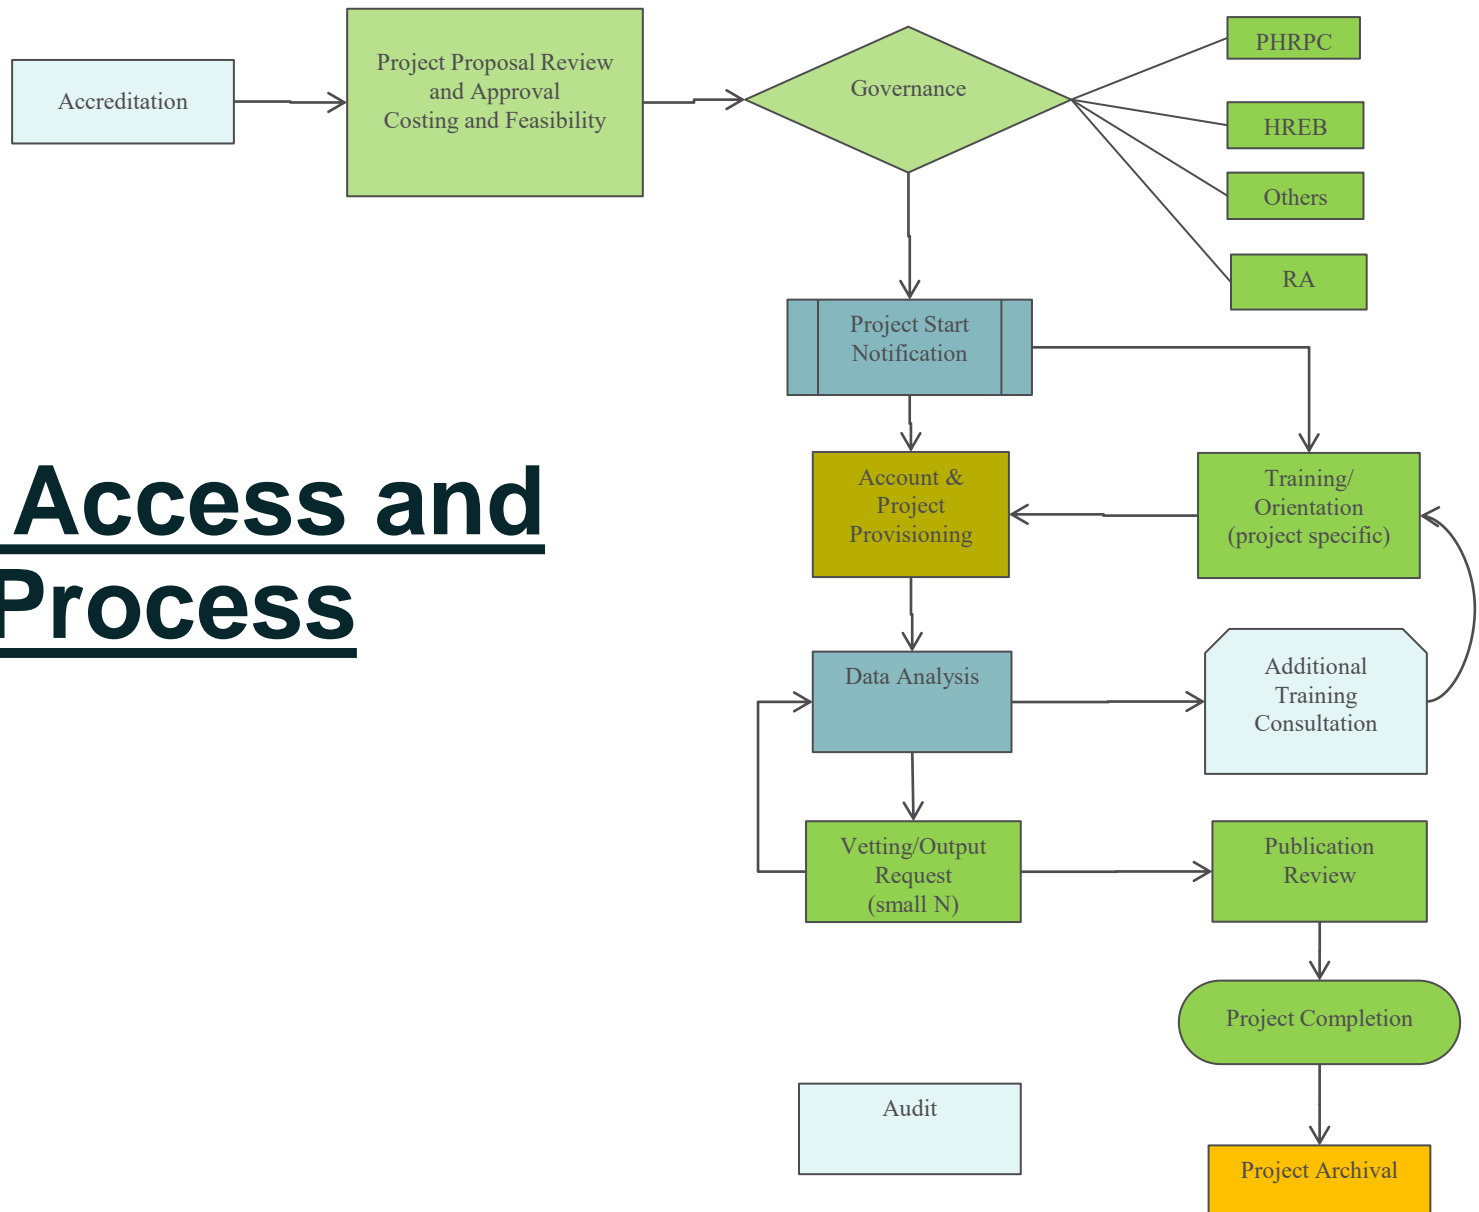 Accreditation
Project Proposal Review
and Approval
Costing and Feasibility
Governance
PHRPC
HREB
Others
RA
Project Start
Notification
Access and
Process
Account &
Project
Provisioning
Training/
Orientation
(project specific)
Data Analysis
Additional
Training
Consultation
Vetting/Output
Request
(small N)
Publication
Review
Project Completion
Audit
Project Archival